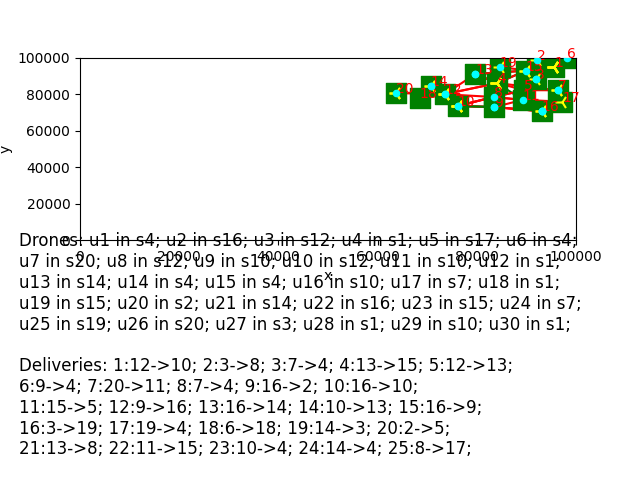 100000
80000
60000
40000
20000
0
y
0
60000
100000
x
Drones: u1 in s4; u2 in s16; u3 in s12; u4 in s1; u5 in s17; u6 in s4;
u7 in s20; u8 in s12; u9 in s10; u10 in s12; u11 in s10; u12 in s1;
u13 in s14; u14 in s4; u15 in s4; u16 in s10; u17 in s7; u18 in s1;
u19 in s15; u20 in s2; u21 in s14; u22 in s16; u23 in s15; u24 in s7;
u25 in s19; u26 in s20; u27 in s3; u28 in s1; u29 in s10; u30 in s1;
Deliveries: 1:12->10; 2:3->8; 3:7->4; 4:13->15; 5:12->13;
6:9->4; 7:20->11; 8:7->4; 9:16->2; 10:16->10;
11:15->5; 12:9->16; 13:16->14; 14:10->13; 15:16->9;
16:3->19; 17:19->4; 18:6->18; 19:14->3; 20:2->5;
21:13->8; 22:11->15; 23:10->4; 24:14->4; 25:8->17;